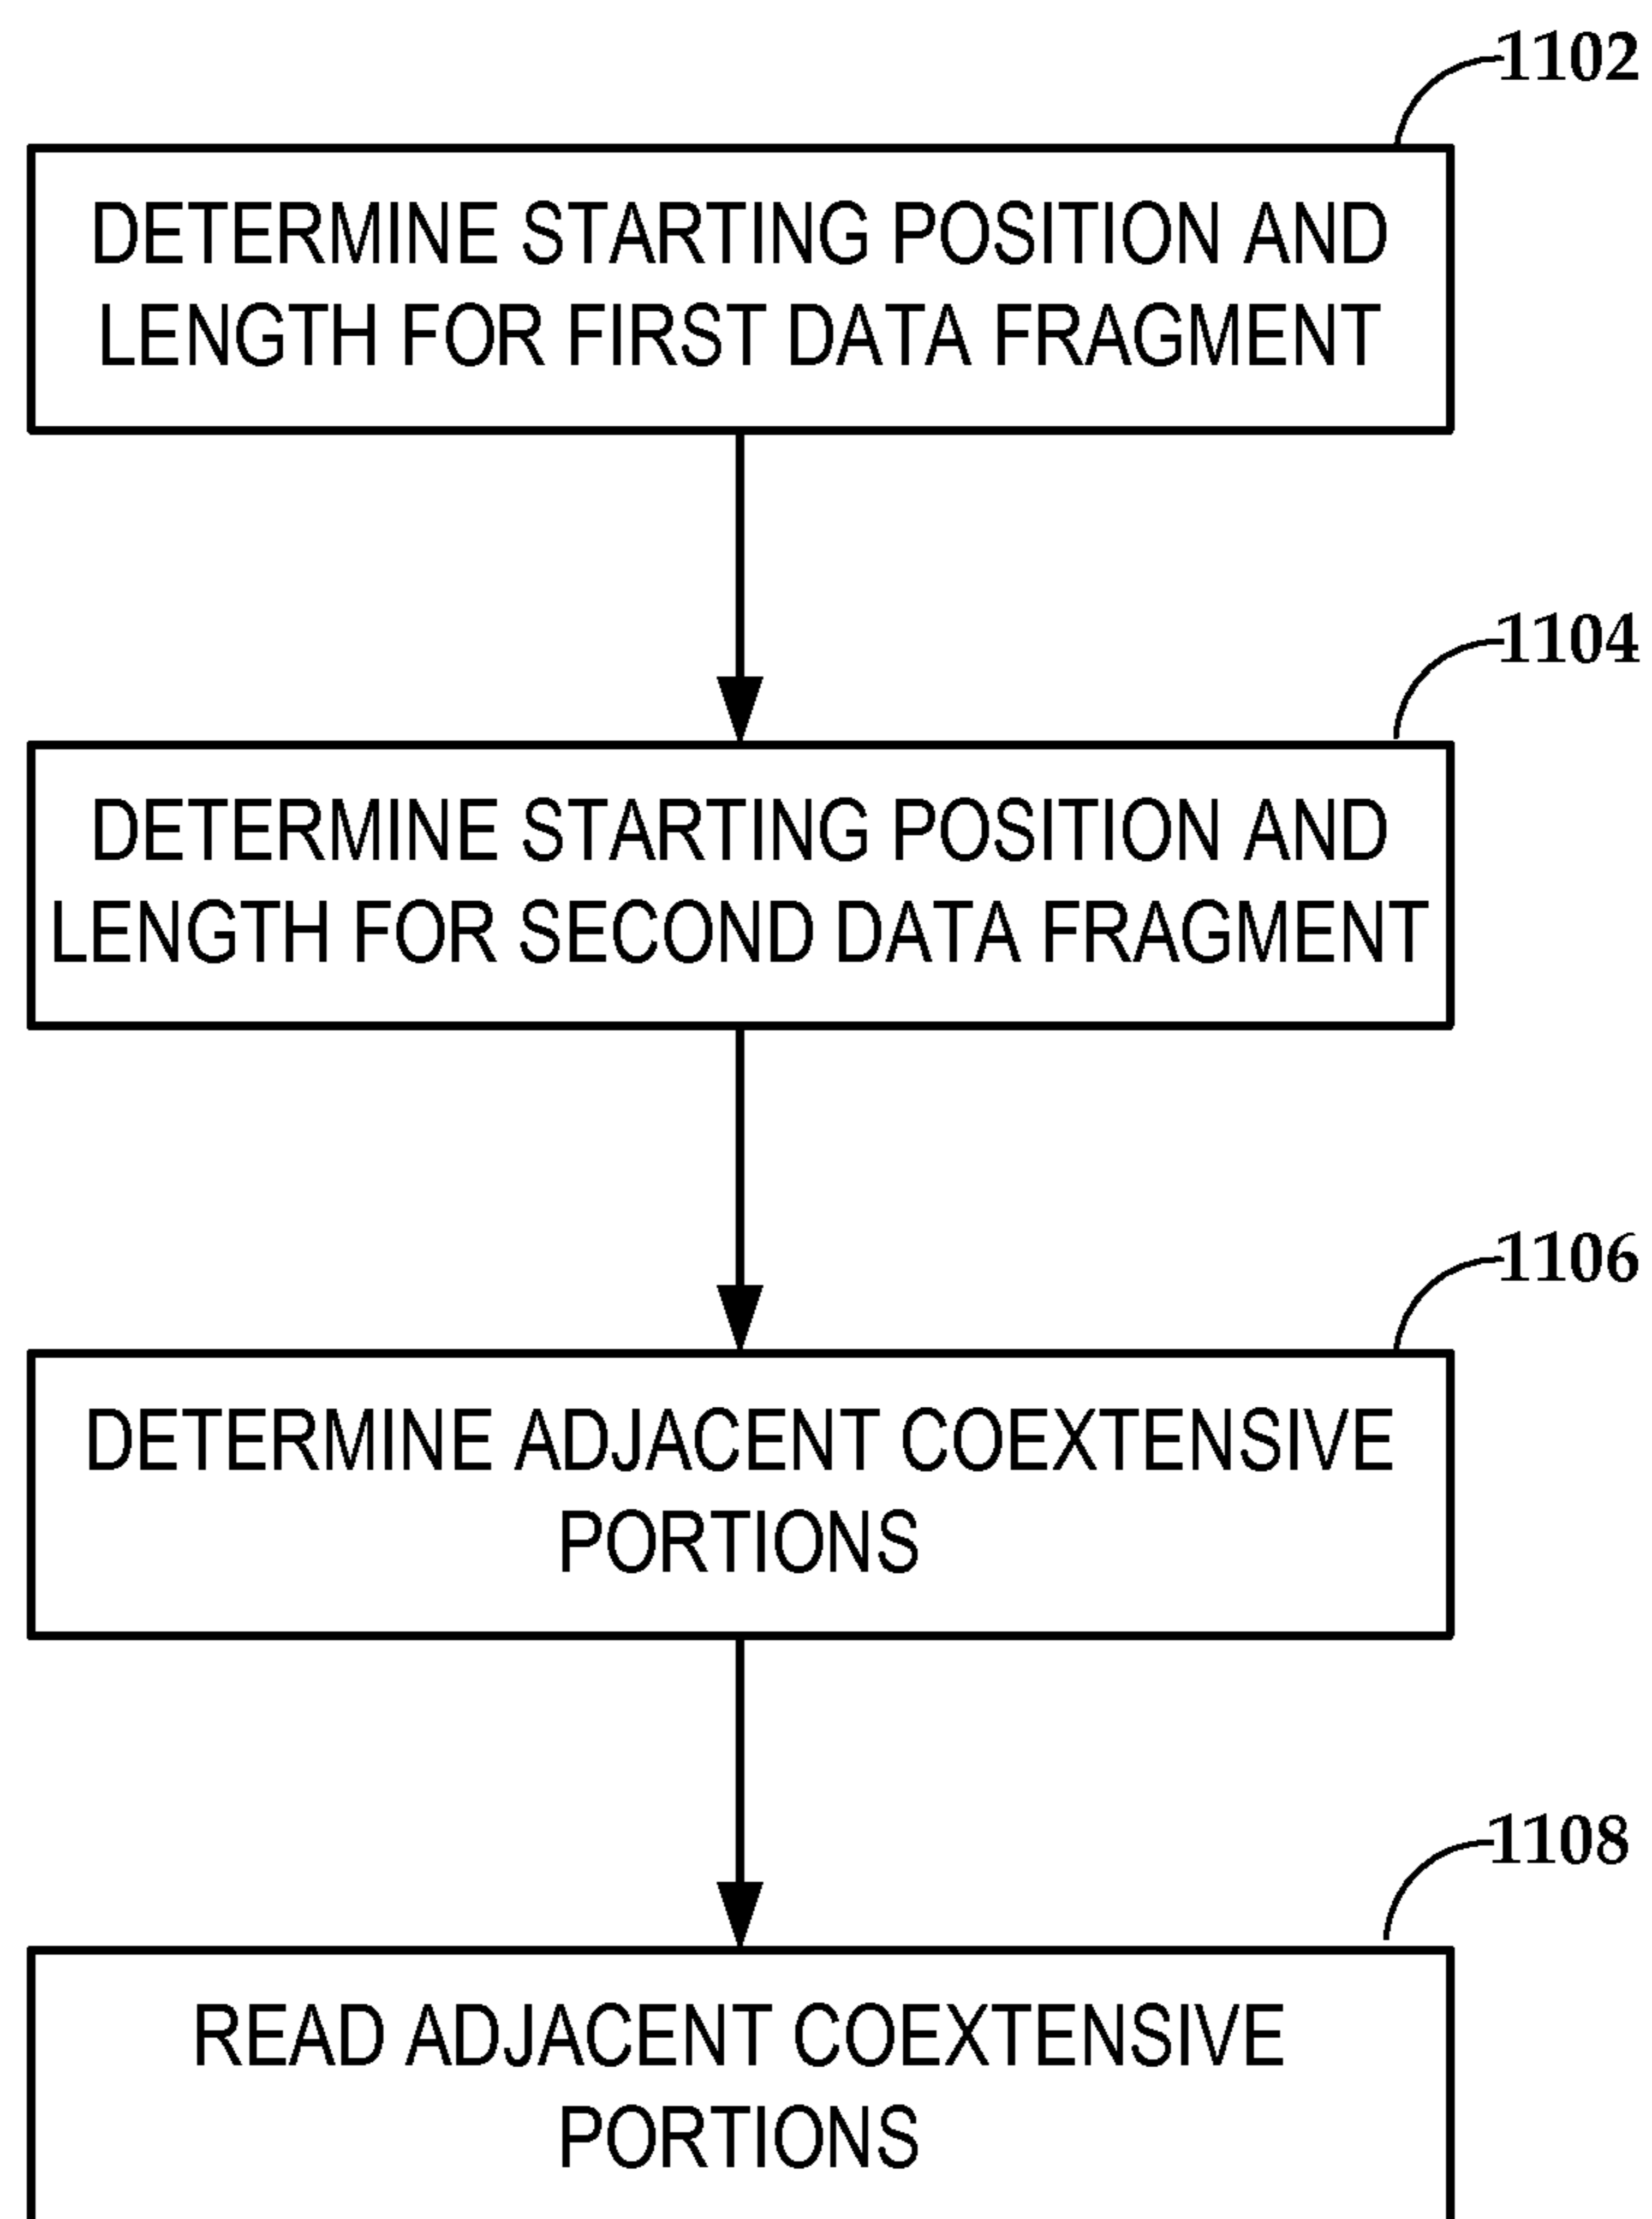 1102
DETERMINE STARTING POSITION AND
LENGTH FOR FIRST DATA FRAGMENT
1104
DETERMINE STARTING POSITION AND
LENGTH FOR SECOND DATA FRAGMENT
1106
DETERMINE ADJACENT COEXTENSIVE
PORTIONS
1108
READ ADJACENT COEXTENSIVE
PORTIONS